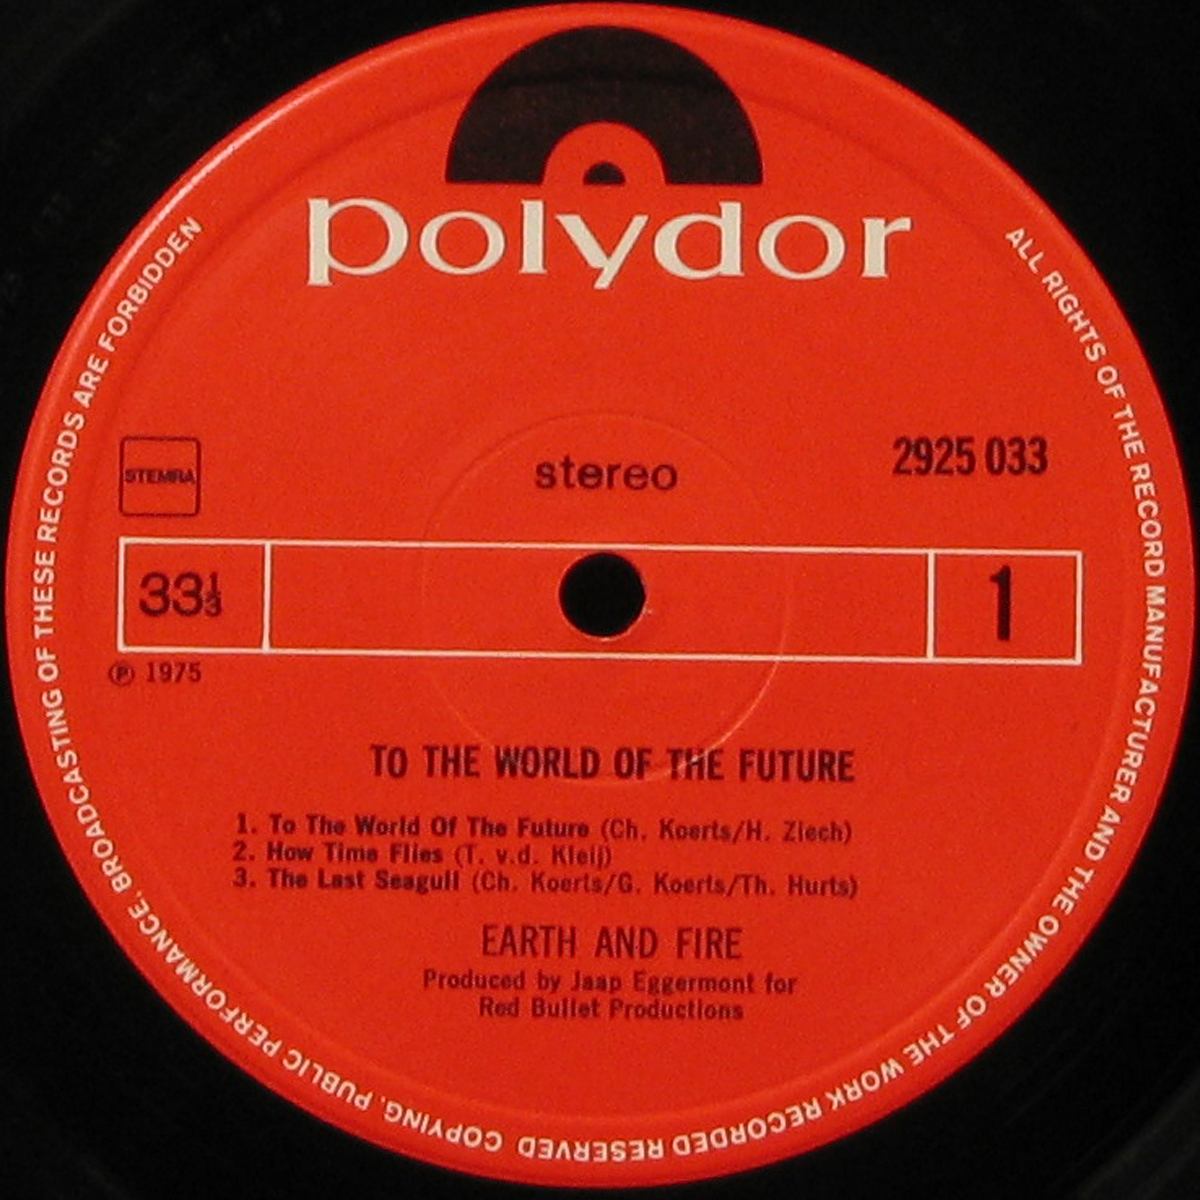 polydor
STEMRA
stereo
2925 033
33⅓
1
℗ 1975
TO THE WORLD OF THE FUTURE
1. To The World Of The Future (Ch. Koerts/H. Ziech)
2. How Time Flies (T. v.d. Kleij)
3. The Last Seagull (Ch. Koerts/G. Koerts/Th. Hurts)
EARTH AND FIRE
Produced by Jaap Eggermont for
Red Bullet Productions
ALL RIGHTS OF THE RECORD MANUFACTURER AND THE OWNER OF THE WORK RECORDED RESERVED COPYING, PUBLIC PERFORMANCE, BROADCASTING OF THESE RECORDS ARE FORBIDDEN